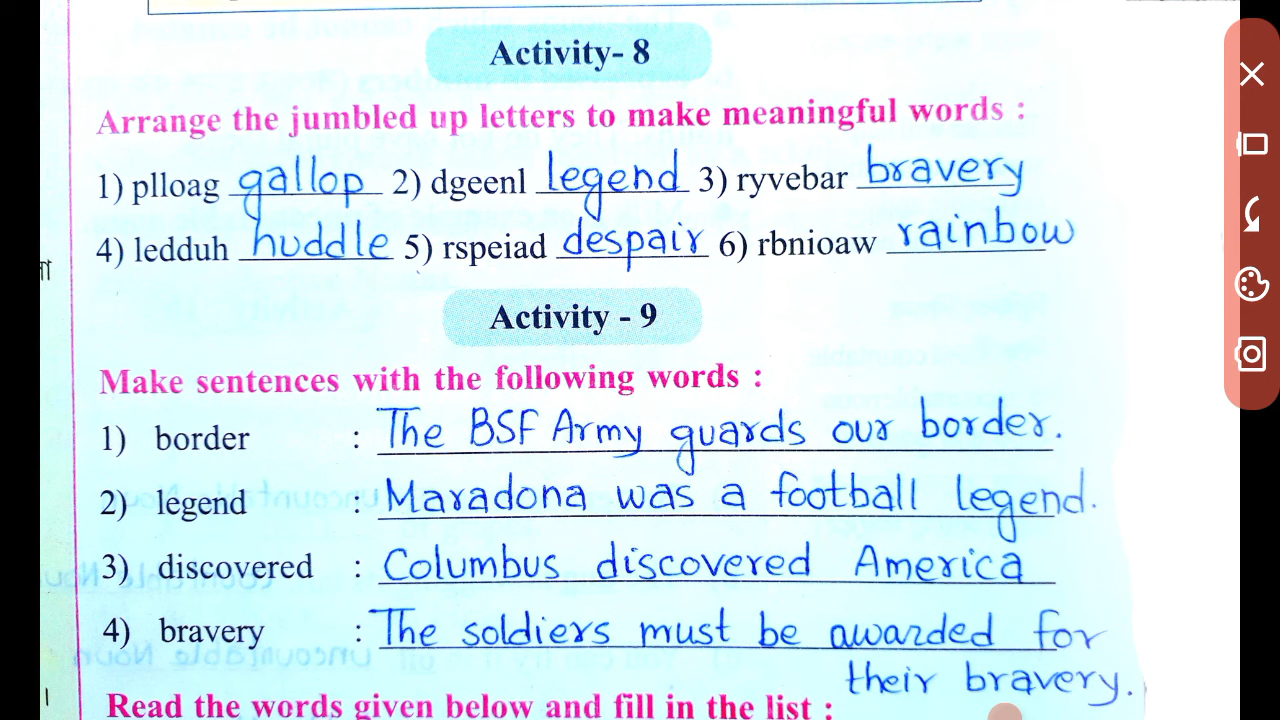 Activity- 8
Arrange the jumbled up letters to make meaningful words :
1) plloag gallop 2) dgeenl legend 3) ryvebar bravery
4) ledduh huddle 5) rspeiad despair 6) rbnioaw rainbow
Activity - 9
Make sentences with the following words :
1) border : The BSF Army guards our border.
2) legend : Maradona was a football legend.
3) discovered : Columbus discovered America
4) bravery : The soldiers must be awarded for
their bravery.
Read the words given below and fill in the list :